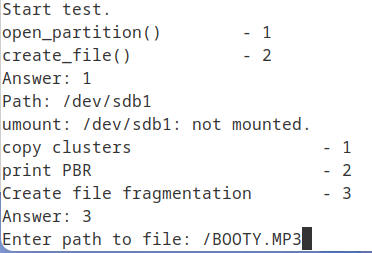 Start test.
open_partition() - 1
create_file() - 2
Answer: 1
Path: /dev/sdb1
umount: /dev/sdb1: not mounted.
copy clusters - 1
print PBR - 2
Create file fragmentation - 3
Answer: 3
Enter path to file: /BOOTY.MP3